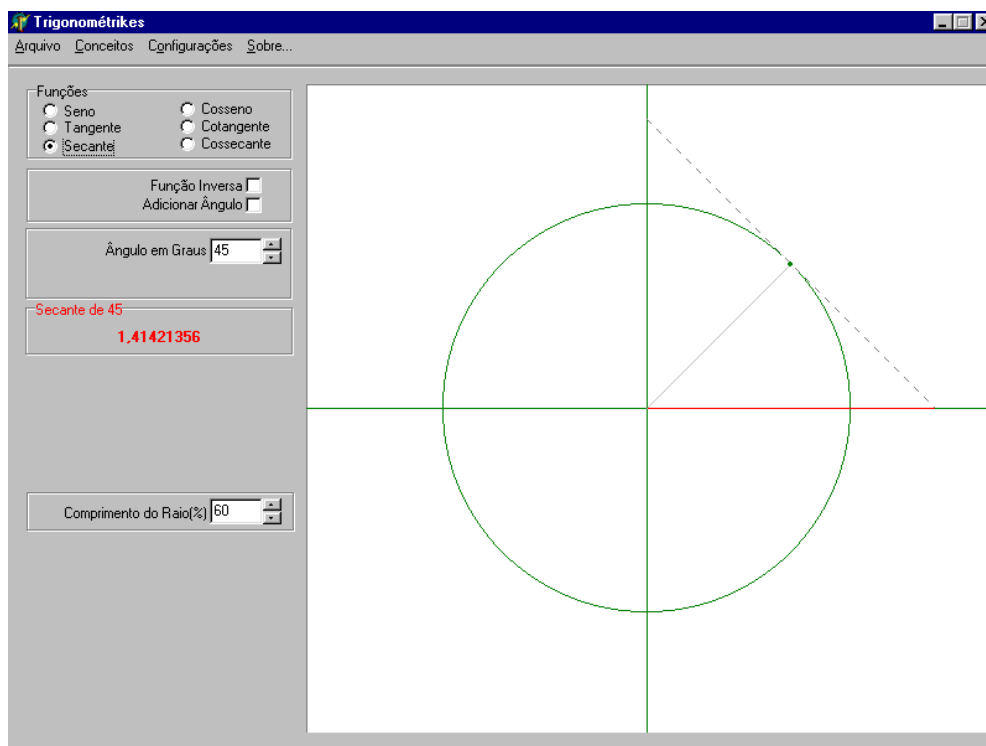 Trigonométrikes
Arquivo Conceitos Configurações Sobre...
Funções
Seno Cosseno
Tangente Cotangente
Secante Cossecante
Função Inversa
Adicionar Ângulo
Ângulo em Graus 45
Secante de 45
1,41421356
Comprimento do Raio(%) 60